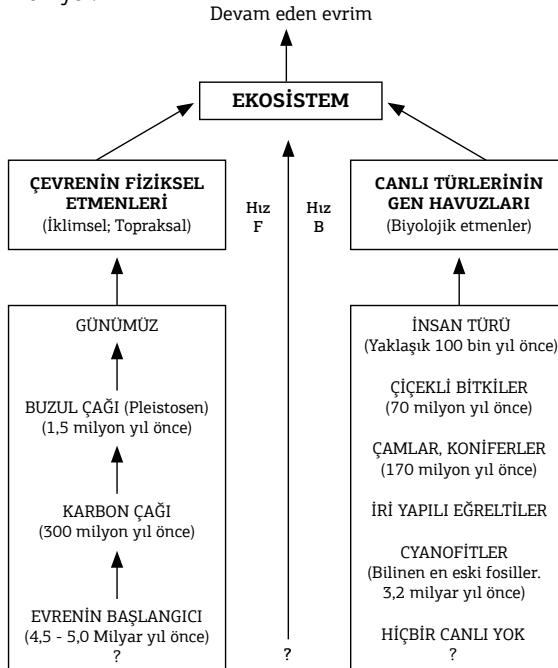 Devam eden evrim
EKOSİSTEM
ÇEVRENİN FİZİKSEL
ETMENLERİ
(İklimsel; Topraksal)
Hız
F
Hız
B
CANLI TÜRLERİNİN
GEN HAVUZLARI
(Biyolojik etmenler)
GÜNÜMÜZ
BUZUL ÇAĞI (Pleistosen)
(1,5 milyon yıl önce)
KARBON ÇAĞI
(300 milyon yıl önce)
EVRENİN BAŞLANGICI
(4,5 - 5,0 Milyar yıl önce)
?
?
İNSAN TÜRÜ
(Yaklaşık 100 bin yıl önce)
ÇİÇEKLİ BİTKİLER
(70 milyon yıl önce)
ÇAMLAR, KONİFERLER
(170 milyon yıl önce)
İRİ YAPILI EĞRELTİLER
CYANOFİTLER
(Bilinen en eski fosiller.
3,2 milyar yıl önce)
HİÇBİR CANLI YOK
?